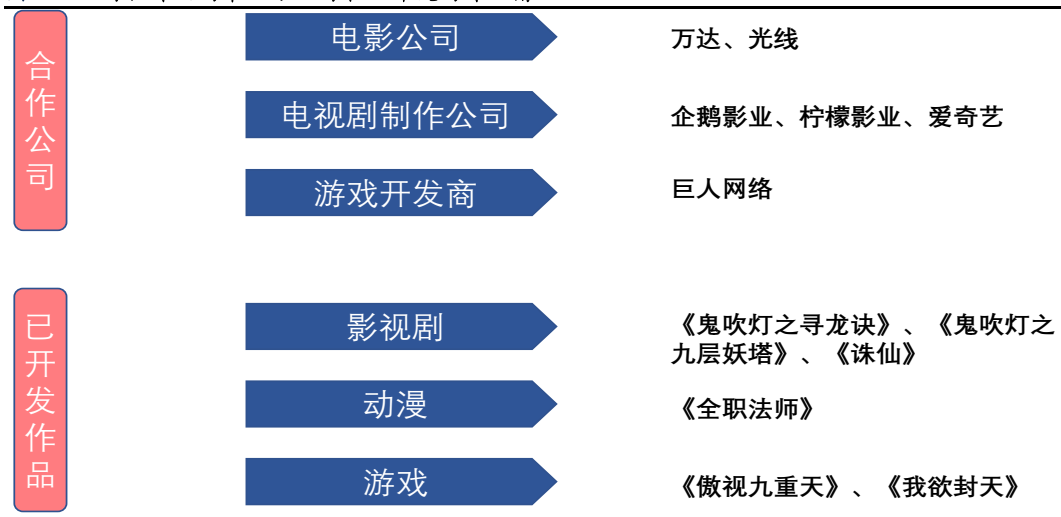 合作公司
电影公司
万达、光线
电视剧制作公司
企鹅影业、柠檬影业、爱奇艺
游戏开发商
巨人网络
已开发作品
影视剧
《鬼吹灯之寻龙诀》、《鬼吹灯之
九层妖塔》、《诛仙》
动漫
《全职法师》
游戏
《傲视九重天》、《我欲封天》